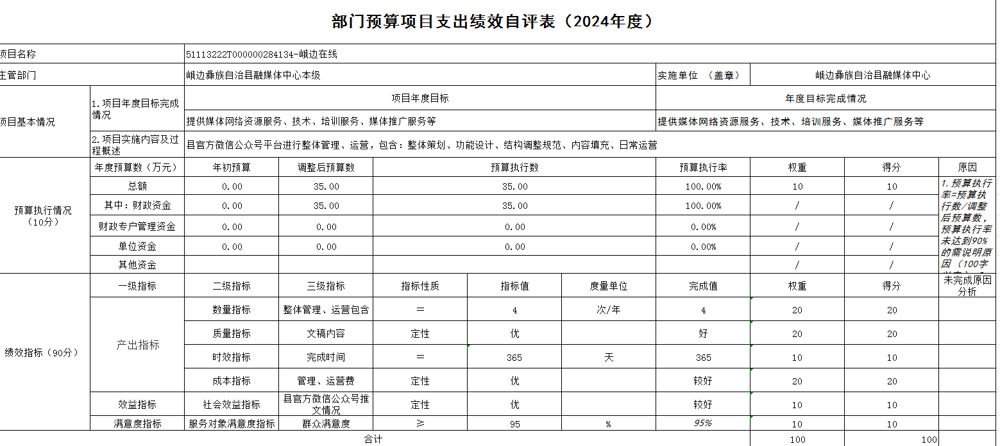 部门预算项目支出绩效自评表（2024年度）
项目名称 51113222T000000284134-峨边在线
主管部门 峨边彝族自治县融媒体中心本级 实施单位 （盖章） 峨边彝族自治县融媒体中心
项目基本情况 1.项目年度目标完成情况 项目年度目标 年度目标完成情况
提供媒体网络资源服务、技术、培训服务、媒体推广服务等 提供媒体网络资源服务、技术、培训服务、媒体推广服务等
2.项目实施内容及过程概述 县官方微信公众号平台进行整体管理、运营，包含：整体策划、功能设计、结构调整规范、内容填充、日常运营
预算执行情况（10分） 年度预算数（万元） 年初预算 调整后预算数 预算执行数 预算执行率 权重 得分 原因
总额 0.00 35.00 35.00 100.00% 10 10 1.预算执行率=预算执行数/调整后预算数，预算执行率未达到90%的需说明原因（100字
其中：财政资金 0.00 35.00 35.00 100.00% / /
财政专户管理资金 0.00 0.00 0.00 0.00% / /
单位资金 0.00 0.00 0.00 0.00% / /
其他资金 / /
绩效指标（90分） 一级指标 二级指标 三级指标 指标性质 指标值 度量单位 完成值 权重 得分 未完成原因分析
产出指标 数量指标 整体管理、运营包含 ＝ 4 次/年 4 20 20
质量指标 文稿内容 定性 优 好 20 20
时效指标 完成时间 ＝ 365 天 365 10 10
成本指标 管理、运营费 定性 优 较好 20 20
效益指标 社会效益指标 县官方微信公众号推文情况 定性 优 较好 10 10
满意度指标 服务对象满意度指标 群众满意度 ≥ 95 % 95% 10 10
合计 100 100